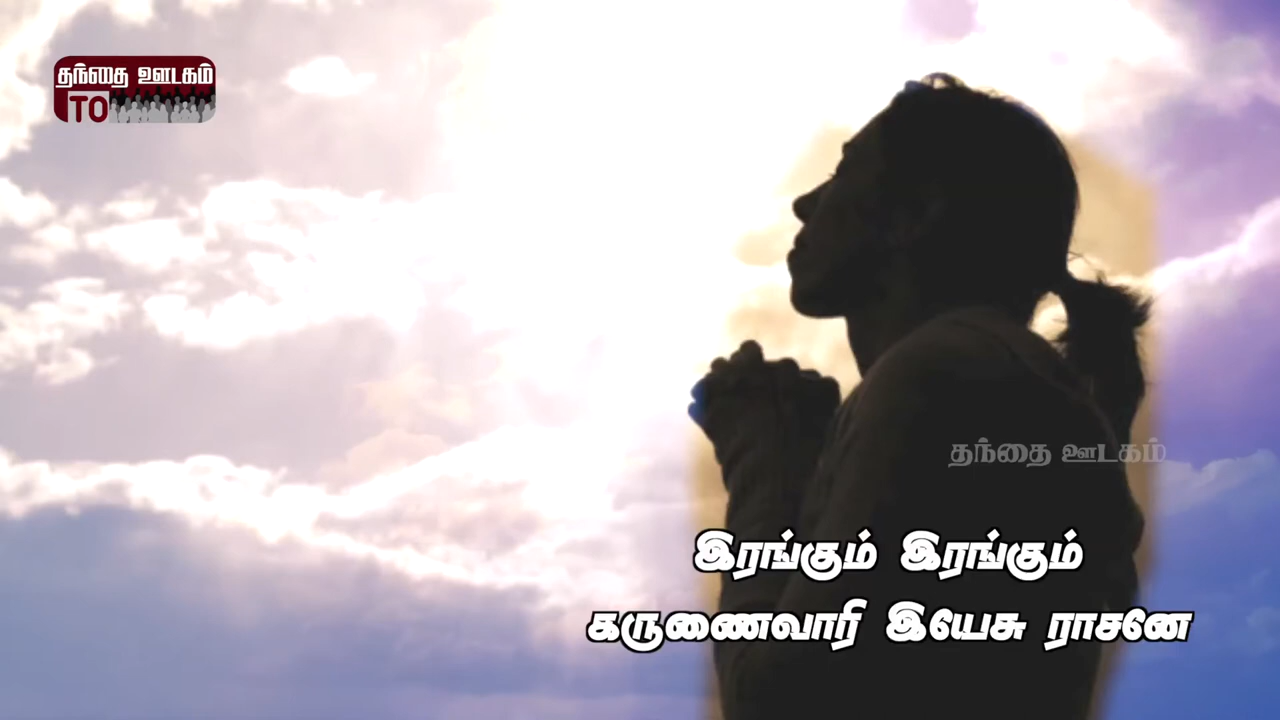 தந்தை ஊடகம்
TO
தந்தை ஊடகம்
இரங்கும் இரங்கும்
கருணைவாரி இயேசு ராசனே